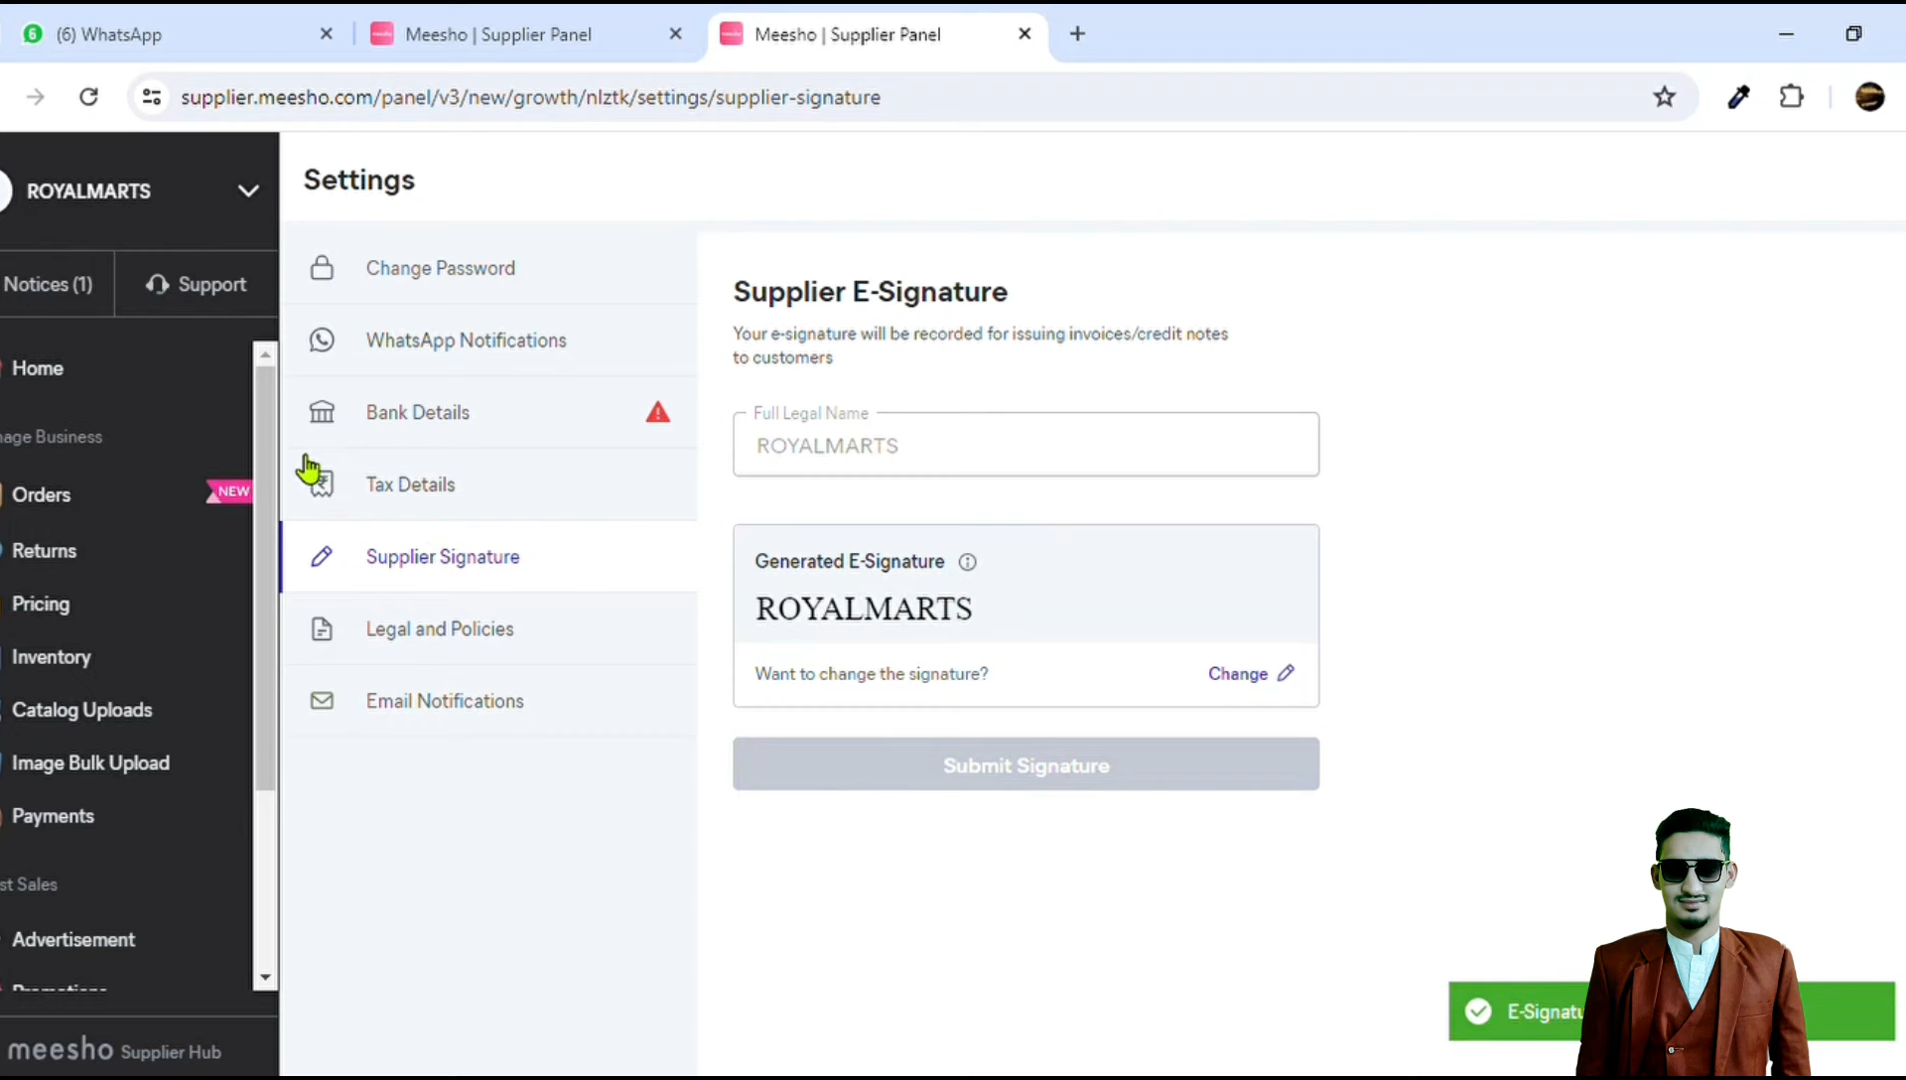 (6) WhatsApp
Meesho | Supplier Panel
Meesho | Supplier Panel
supplier.meesho.com/panel/v3/new/growth/nlztk/settings/supplier-signature
ROYALMARTS
Notices (1)
Support
Home
age Business
Orders
NEW
Returns
Pricing
Inventory
Catalog Uploads
Image Bulk Upload
Payments
st Sales
Advertisement
Promotions
meesho Supplier Hub
Settings
Change Password
WhatsApp Notifications
Bank Details
Tax Details
Supplier Signature
Legal and Policies
Email Notifications
Supplier E-Signature
Your e-signature will be recorded for issuing invoices/credit notes
to customers
Full Legal Name
ROYALMARTS
Generated E-Signature
ROYALMARTS
Want to change the signature?
Change
Submit Signature
E-Signatu